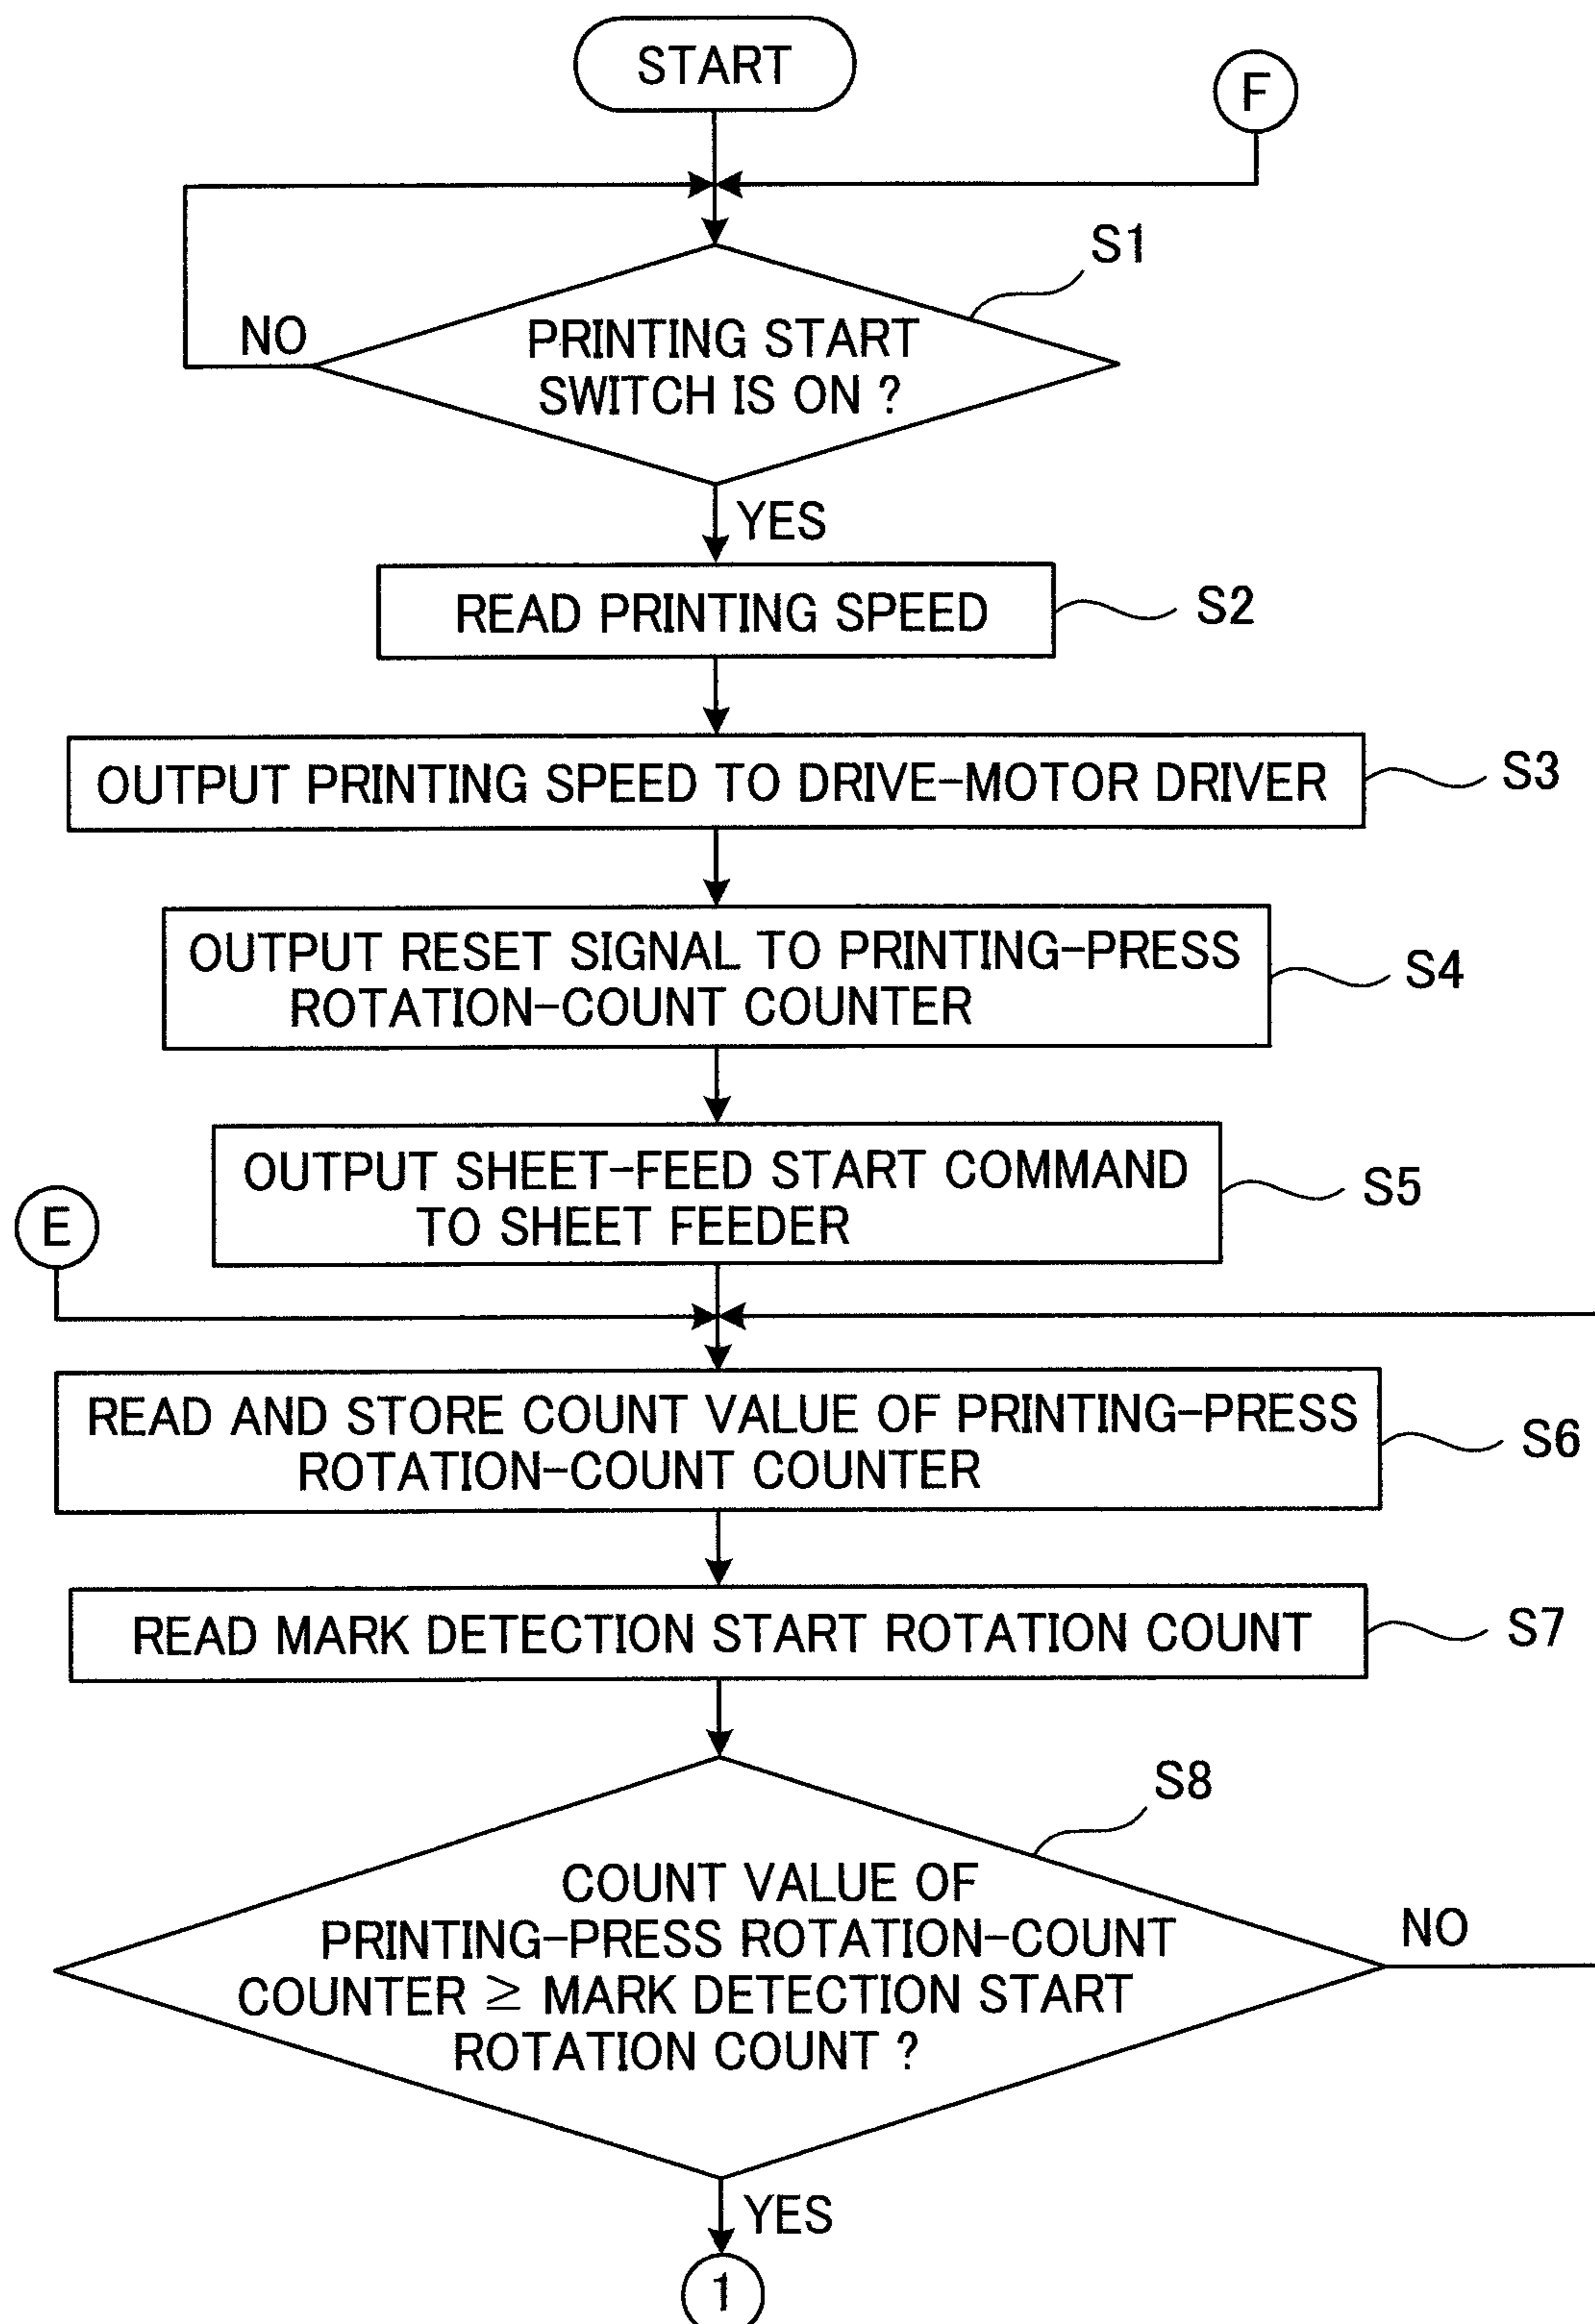 START
F
S1
NO
PRINTING START
SWITCH IS ON ?
YES
READ PRINTING SPEED
S2
OUTPUT PRINTING SPEED TO DRIVE-MOTOR DRIVER
S3
OUTPUT RESET SIGNAL TO PRINTING-PRESS
ROTATION-COUNT COUNTER
S4
OUTPUT SHEET-FEED START COMMAND
TO SHEET FEEDER
S5
E
READ AND STORE COUNT VALUE OF PRINTING-PRESS
ROTATION-COUNT COUNTER
S6
READ MARK DETECTION START ROTATION COUNT
S7
S8
COUNT VALUE OF
PRINTING-PRESS ROTATION-COUNT
COUNTER ≥ MARK DETECTION START
ROTATION COUNT ?
NO
YES
1